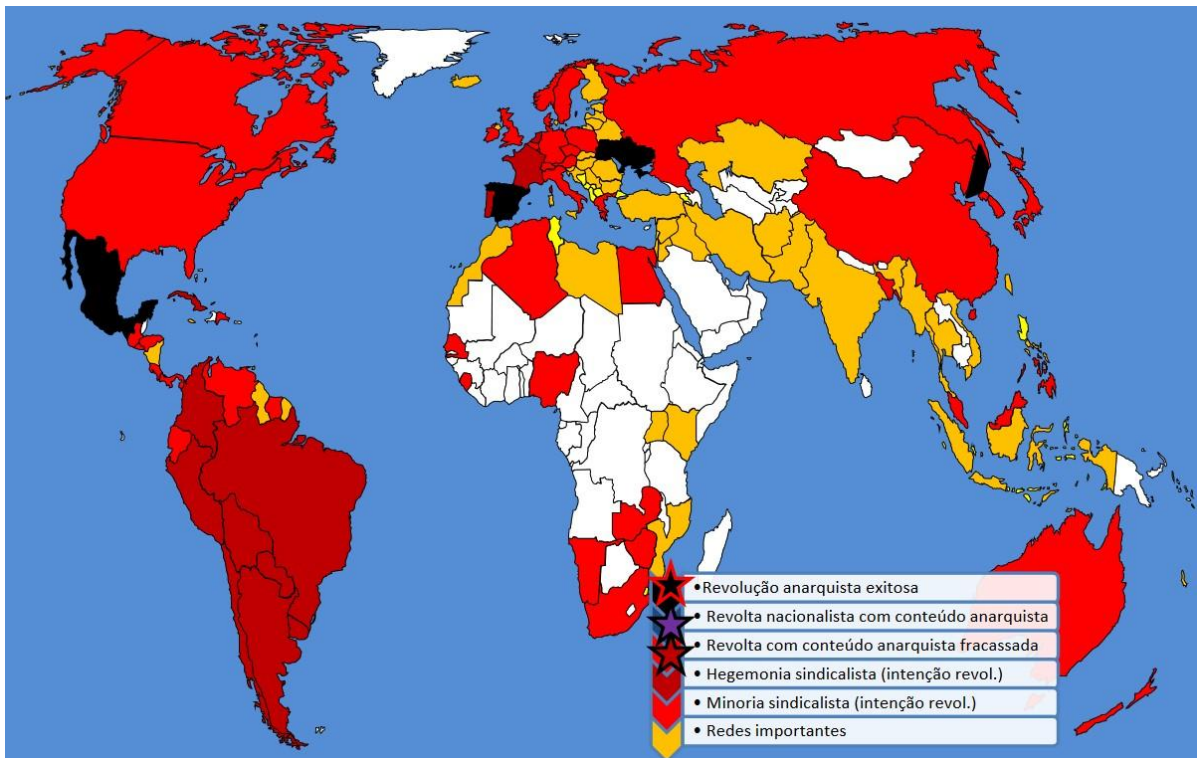 •Revolução anarquista exitosa
• Revolta nacionalista com conteúdo anarquista
• Revolta com conteúdo anarquista fracassada
• Hegemonia sindicalista (intenção revol.)
• Minoria sindicalista (intenção revol.)
• Redes importantes